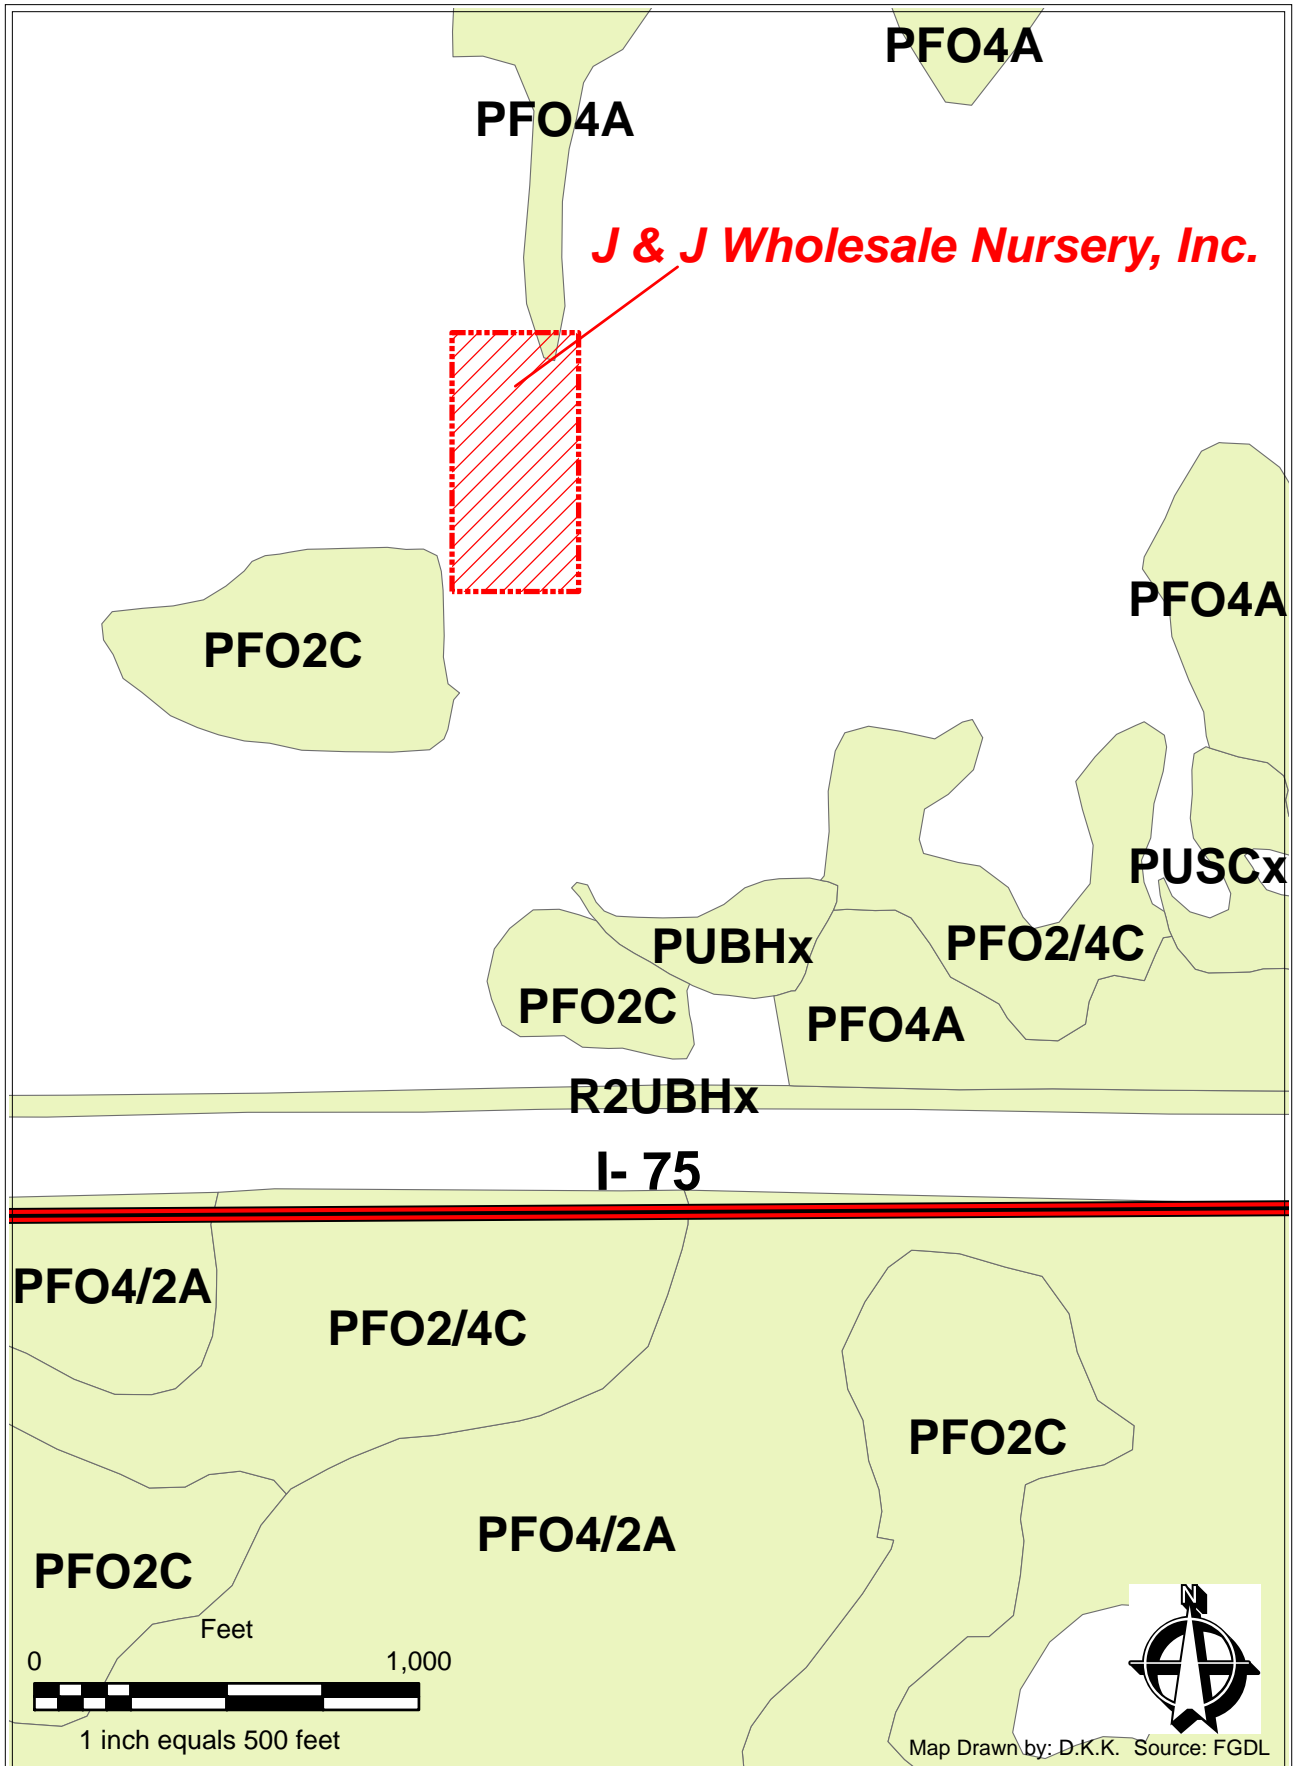 PFO4A
PFO4A
J & J Wholesale Nursery, Inc.
PFO4A
PFO2C
PUSCx
PUBHx
PFO2/4C
PFO2C
PFO4A
R2UBHx
I- 75
PFO4/2A
PFO2/4C
PFO2C
PFO4/2A
PFO2C
N
Feet
0 1,000
1 inch equals 500 feet
Map Drawn by: D.K.K. Source: FGDL